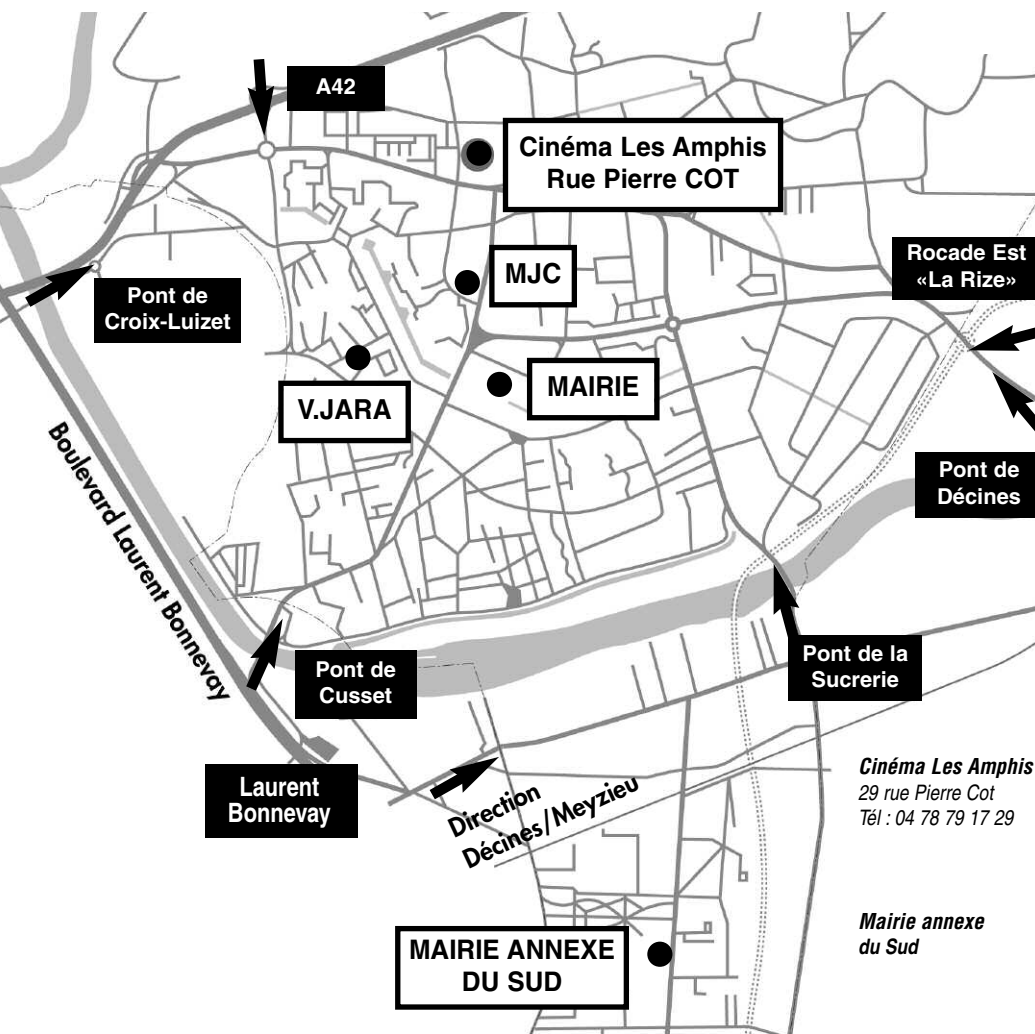 A42
Cinéma Les Amphis
Rue Pierre COT
Rocade Est
«La Rize»
MJC
Pont de
Croix-Luizet
MAIRIE
V.JARA
Boulevard Laurent Bonnevay
Pont de
Décines
Pont de
Cusset
Pont de la
Sucrerie
Laurent
Bonnevay
Direction
Décines/Meyzieu
Cinéma Les Amphis
29 rue Pierre Cot
Tél : 04 78 79 17 29
Mairie annexe
du Sud
MAIRIE ANNEXE
DU SUD